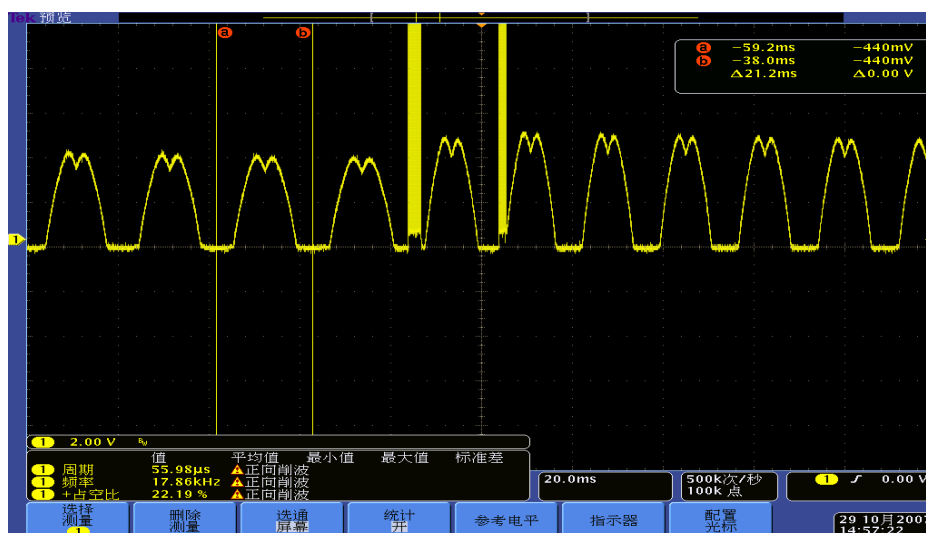 Tek 预览
a b
a −59.2ms −440mV
b −38.0ms −440mV
Δ21.2ms Δ0.00 V
1
1 2.00 V BW
值 平均值 最小值 最大值 标准差
1 周期 55.98μs 正向削波
1 频率 17.86kHz 正向削波
1 +占空比 22.19 % 正向削波
20.0ms
500k次/秒
100k 点
1 0.00 V
选择
测量
1
删除
测量
选通
屏幕
统计
开
参考电平
指示器
配置
光标
29 10月2007
14:57:22